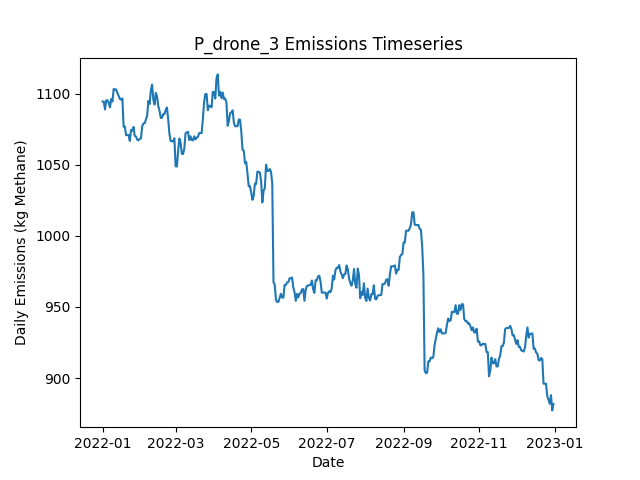 P_drone_3 Emissions Timeseries
Daily Emissions (kg Methane)
1100
1050
1000
950
900
2022-01 2022-03 2022-05 2022-07 2022-09 2022-11 2023-01
Date